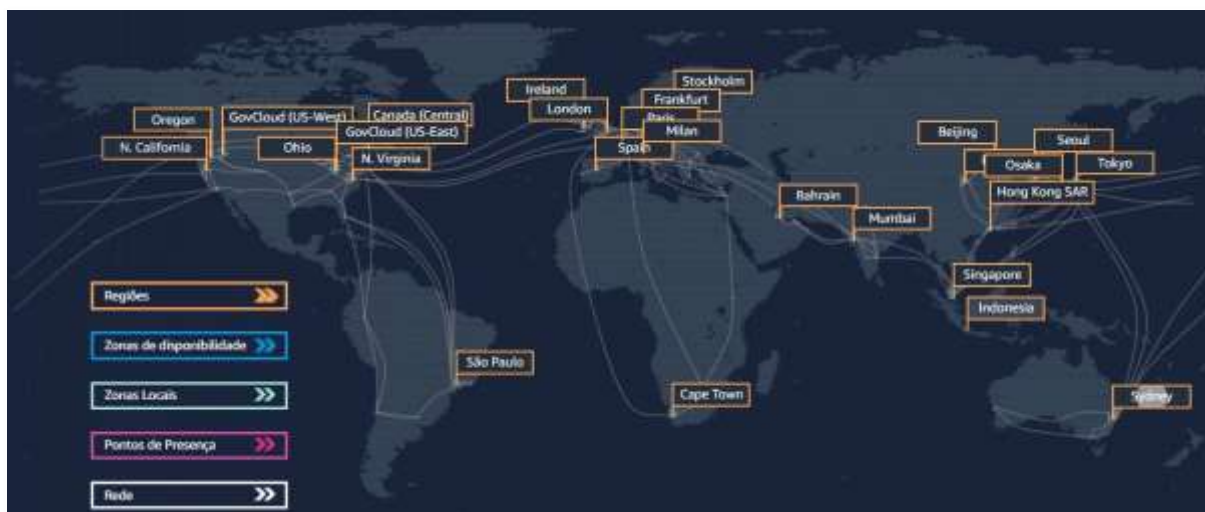 Stockholm
Ireland
Frankfurt
London
Paris
Oregon
GovCloud (US-West)
Canada (Central)
GovCloud (US-East)
Milan
Beijing
Seoul
N. California
Ohio
N. Virginia
Spain
Osaka
Tokyo
Hong Kong SAR
Bahrain
Mumbai
Singapore
Regiões
Indonesia
Zonas de disponibilidade
São Paulo
Zonas Locais
Cape Town
Sydney
Pontos de Presença
Rede